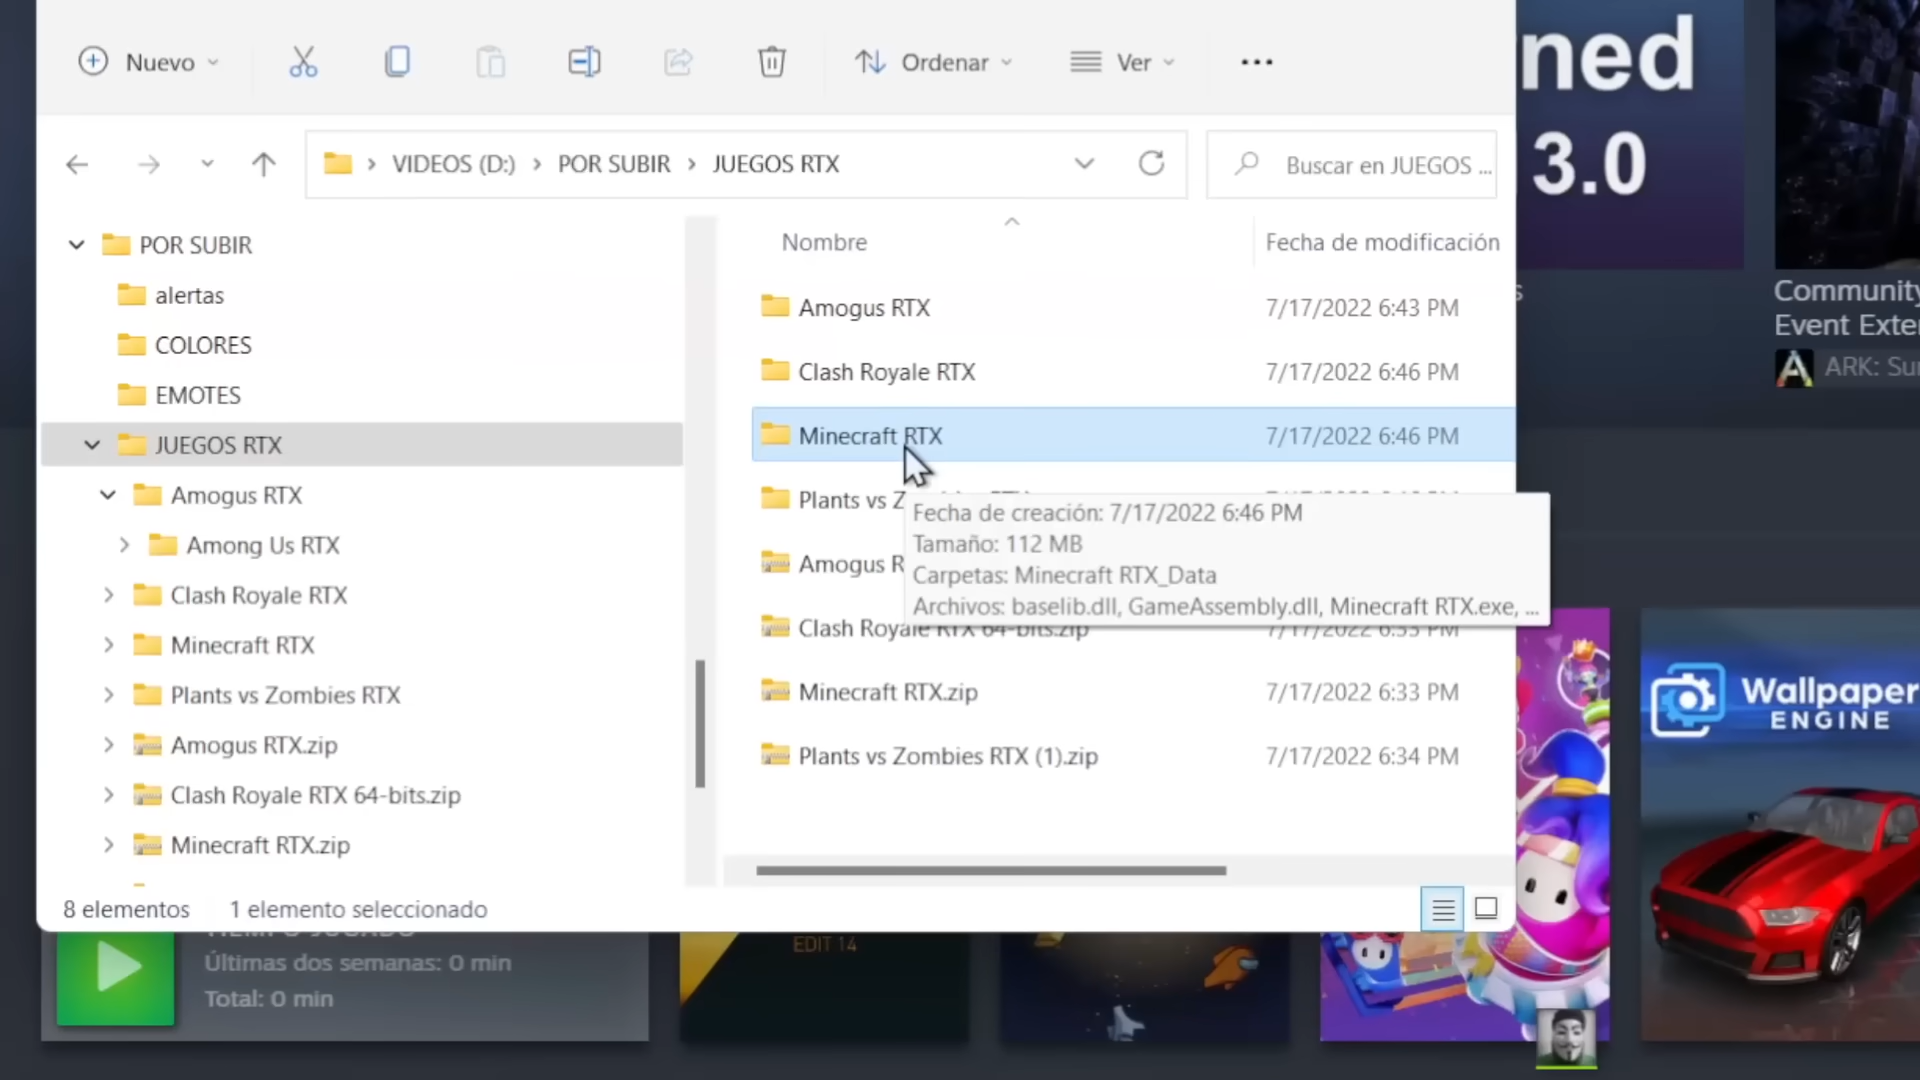 Nuevo
Ordenar
Ver
VIDEOS (D:)
POR SUBIR
JUEGOS RTX
Buscar en JUEGOS ...
POR SUBIR
alertas
COLORES
EMOTES
JUEGOS RTX
Amogus RTX
Among Us RTX
Clash Royale RTX
Minecraft RTX
Plants vs Zombies RTX
Amogus RTX.zip
Clash Royale RTX 64-bits.zip
Minecraft RTX.zip
Nombre
Fecha de modificación
Amogus RTX 7/17/2022 6:43 PM
Clash Royale RTX 7/17/2022 6:46 PM
Minecraft RTX 7/17/2022 6:46 PM
Plants vs Z
Fecha de creación: 7/17/2022 6:46 PM
Tamaño: 112 MB
Carpetas: Minecraft RTX_Data
Archivos: baselib.dll, GameAssembly.dll, Minecraft RTX.exe, ...
Amogus R
Clash Royale RTX 64-bits.zip
Minecraft RTX.zip 7/17/2022 6:33 PM
Plants vs Zombies RTX (1).zip 7/17/2022 6:34 PM
8 elementos
1 elemento seleccionado
ned
3.0
Community
Event Exte
ARK: Su
Wallpaper
ENGINE
TIEMPO JUGADO
Últimas dos semanas: 0 min
Total: 0 min
EDIT 14